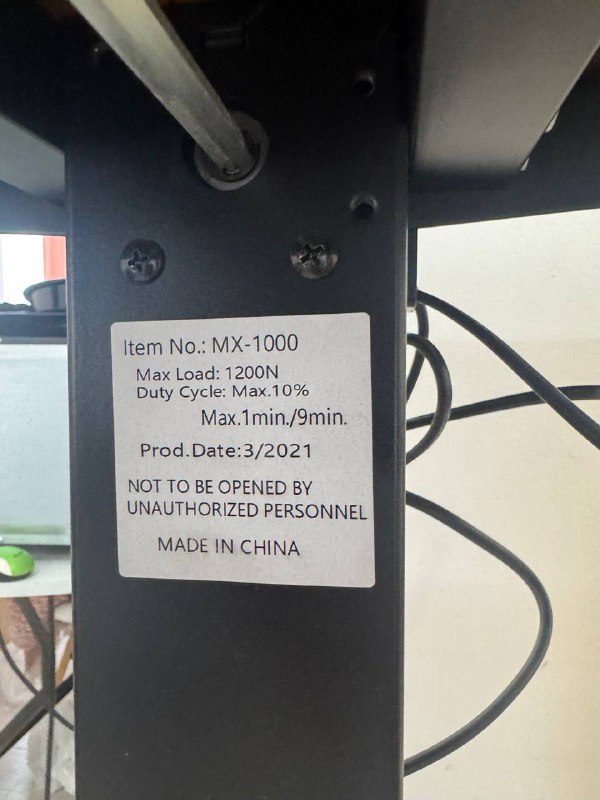 Item No.: MX-1000
Max Load: 1200N
Duty Cycle: Max.10%
Max.1min./9min.
Prod.Date:3/2021
NOT TO BE OPENED BY
UNAUTHORIZED PERSONNEL
MADE IN CHINA